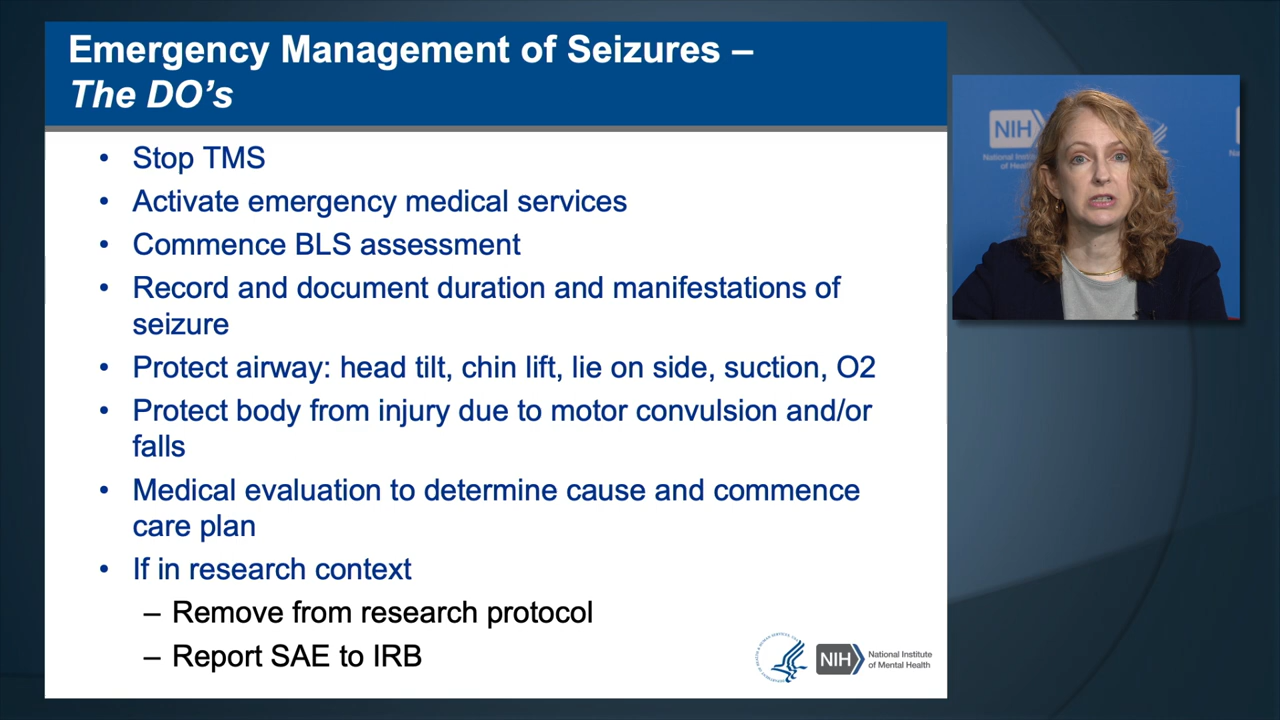 Emergency Management of Seizures –
The DO's
• Stop TMS
• Activate emergency medical services
• Commence BLS assessment
• Record and document duration and manifestations of
seizure
• Protect airway: head tilt, chin lift, lie on side, suction, O2
• Protect body from injury due to motor convulsion and/or
falls
• Medical evaluation to determine cause and commence
care plan
• If in research context
– Remove from research protocol
– Report SAE to IRB
NIH
National Institute
of Mental Health
NIH
National Institu
of Health